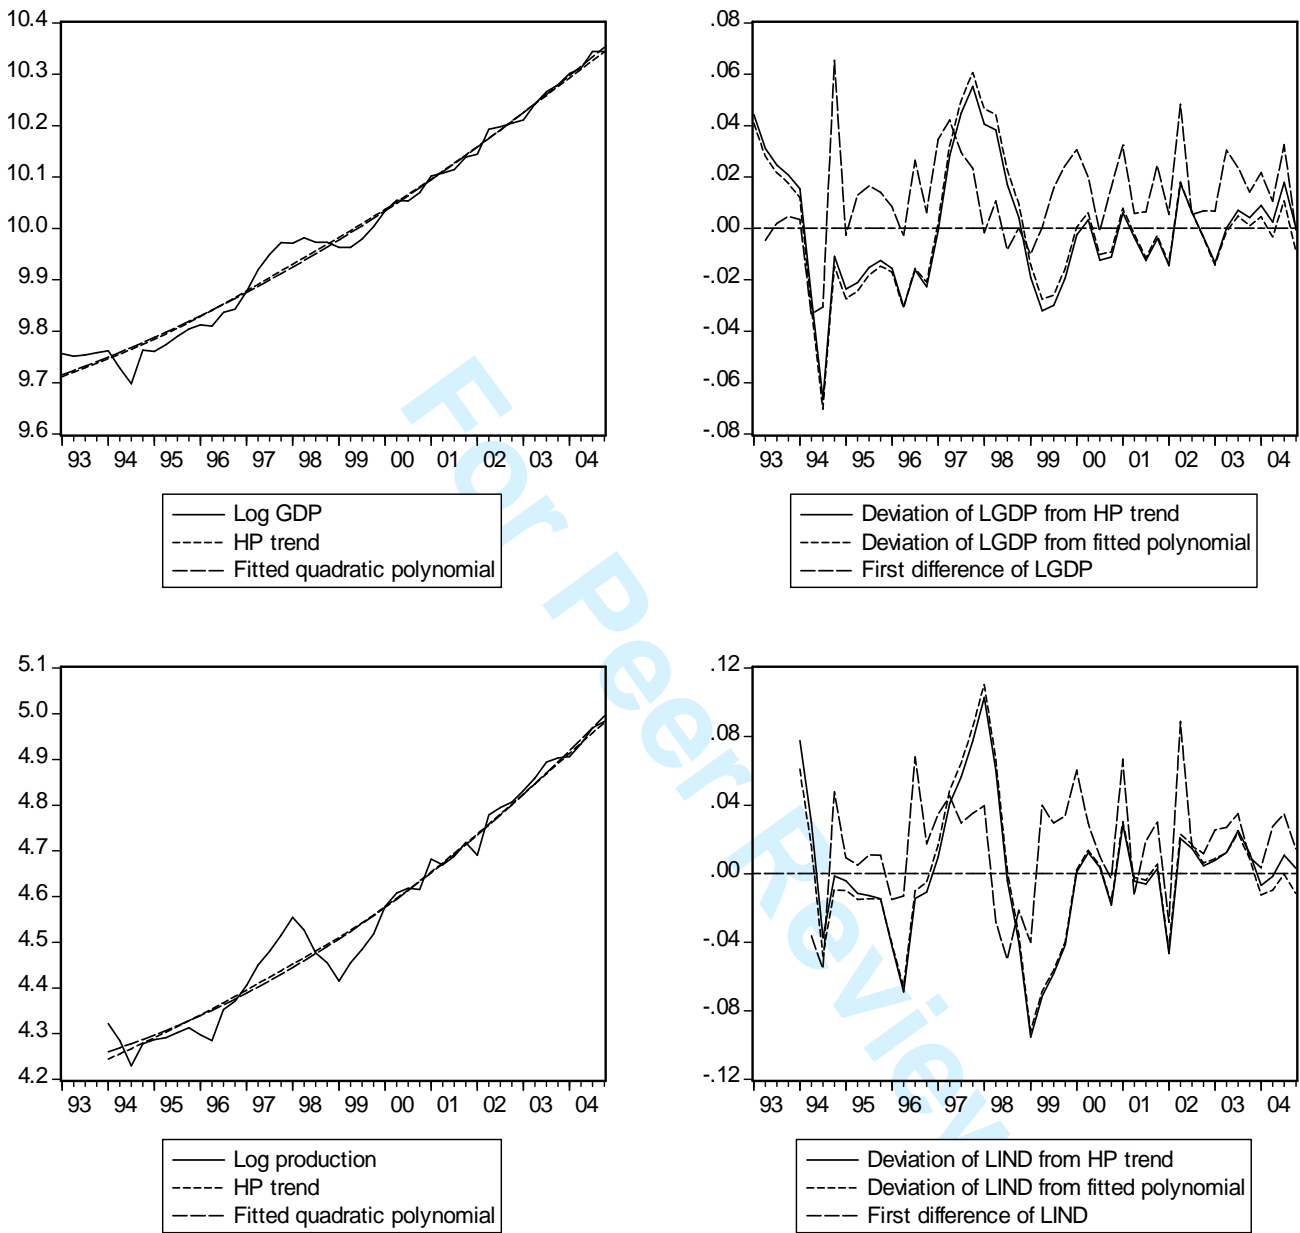 10.4
10.3
10.2
10.1
10.0
9.9
9.8
9.7
9.6
93 94 95 96 97 98 99 00 01 02 03 04
Log GDP
HP trend
Fitted quadratic polynomial
.08
.06
.04
.02
.00
-.02
-.04
-.06
-.08
93 94 95 96 97 98 99 00 01 02 03 04
Deviation of LGDP from HP trend
Deviation of LGDP from fitted polynomial
First difference of LGDP
5.1
5.0
4.9
4.8
4.7
4.6
4.5
4.4
4.3
4.2
93 94 95 96 97 98 99 00 01 02 03 04
Log production
HP trend
Fitted quadratic polynomial
.12
.08
.04
.00
-.04
-.08
-.12
93 94 95 96 97 98 99 00 01 02 03 04
Deviation of LIND from HP trend
Deviation of LIND from fitted polynomial
First difference of LIND
For Peer Review